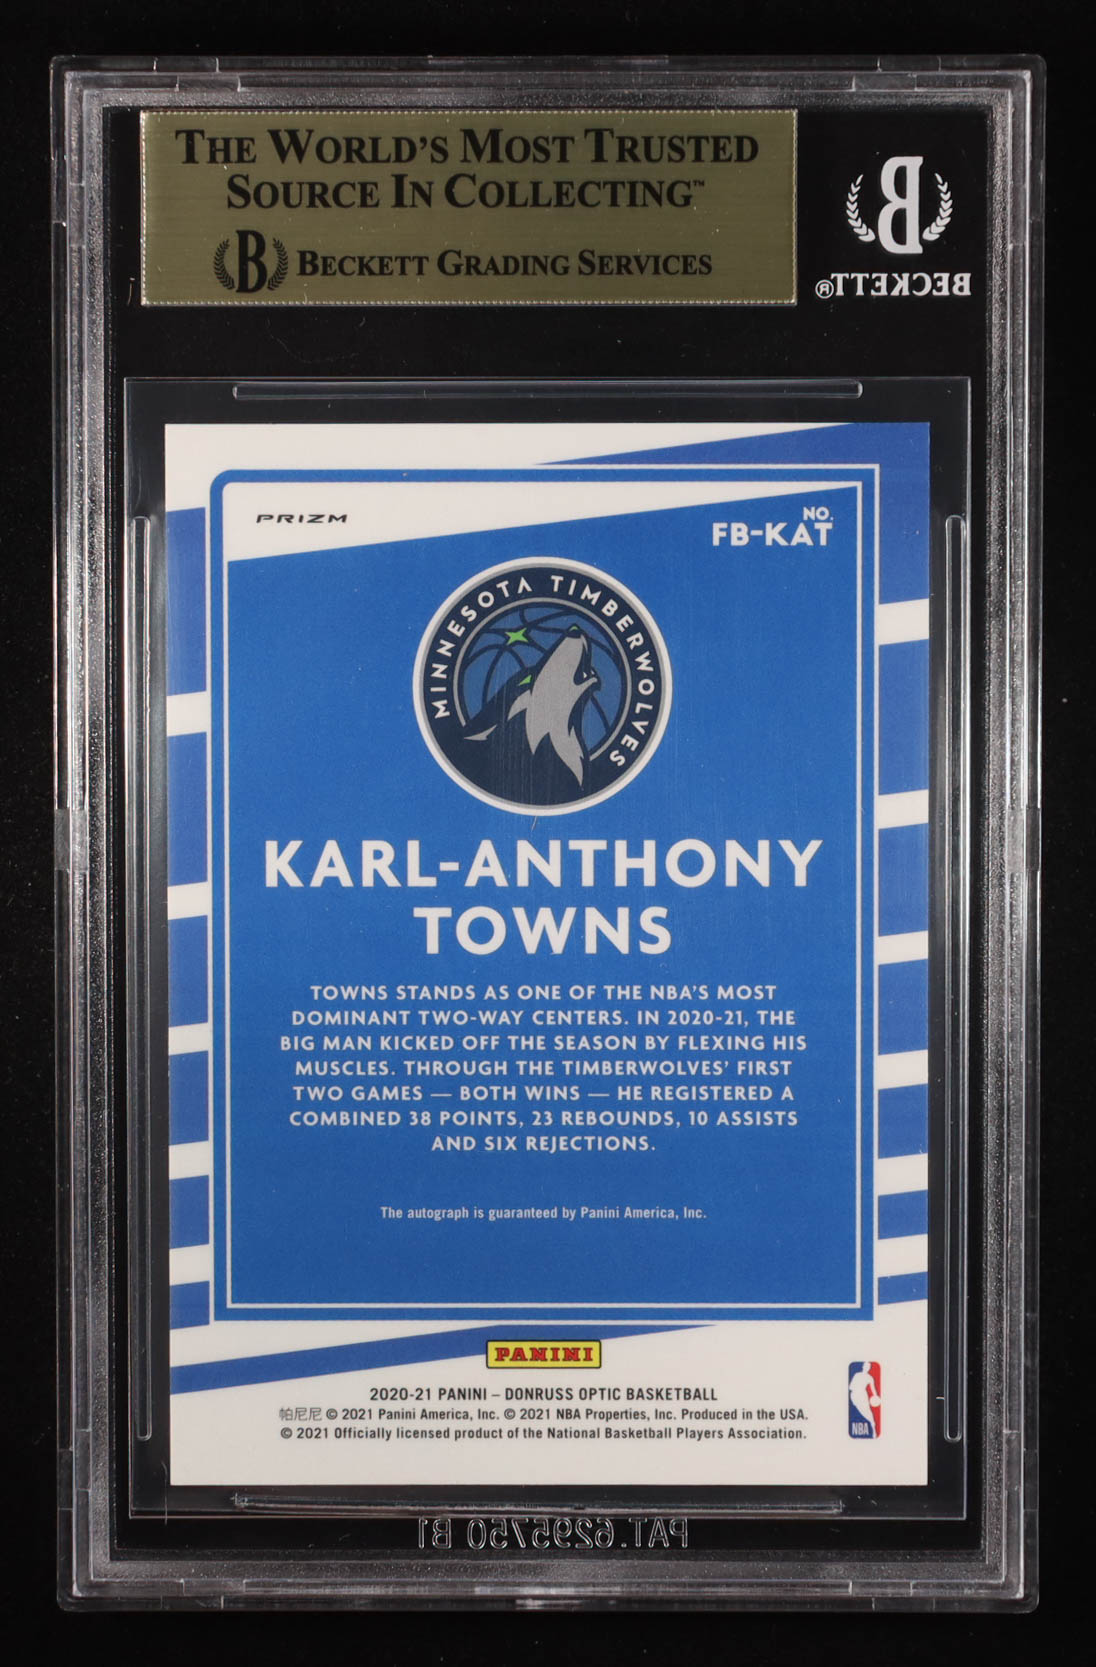 THE WORLD'S MOST TRUSTED
SOURCE IN COLLECTING™
B BECKETT GRADING SERVICES
B
BECKETT®
PRIZM
NO.
FB-KAT
MINNESOTA TIMBERWOLVES
KARL-ANTHONY
TOWNS
TOWNS STANDS AS ONE OF THE NBA'S MOST
DOMINANT TWO-WAY CENTERS. IN 2020-21, THE
BIG MAN KICKED OFF THE SEASON BY FLEXING HIS
MUSCLES. THROUGH THE TIMBERWOLVES' FIRST
TWO GAMES — BOTH WINS — HE REGISTERED A
COMBINED 38 POINTS, 23 REBOUNDS, 10 ASSISTS
AND SIX REJECTIONS.
The autograph is guaranteed by Panini America, Inc.
PANINI
2020-21 PANINI – DONRUSS OPTIC BASKETBALL
帕尼尼 © 2021 Panini America, Inc. © 2021 NBA Properties, Inc. Produced in the USA.
© 2021 Officially licensed product of the National Basketball Players Association.
NBA
PAT.6295750 B1